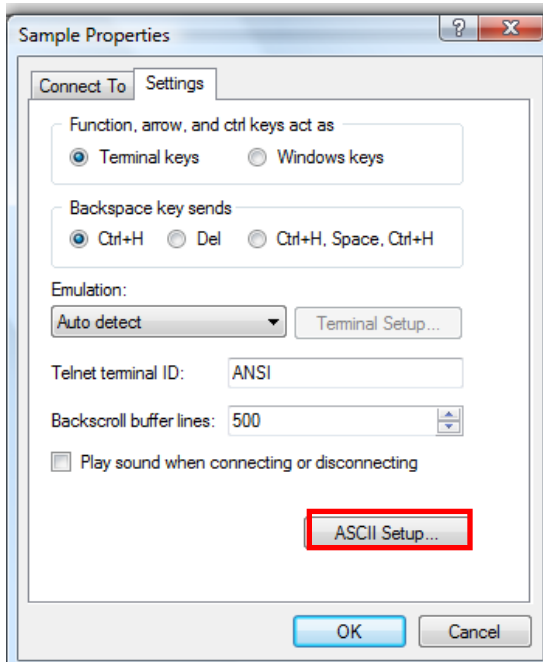 Sample Properties
Connect To Settings
Function, arrow, and ctrl keys act as
Terminal keys Windows keys
Backspace key sends
Ctrl+H Del Ctrl+H, Space, Ctrl+H
Emulation:
Auto detect Terminal Setup...
Telnet terminal ID: ANSI
Backscroll buffer lines: 500
Play sound when connecting or disconnecting
ASCII Setup...
OK Cancel